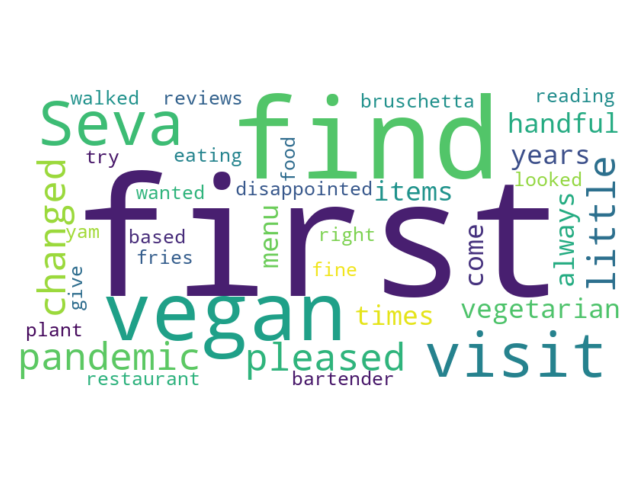 walked reviews bruschetta reading
Seva find handful
try eating food years
changed first little
wanted disappointed items looked
always
yam based fries menu right come
give fine
vegan times vegetarian
plant
pandemic pleased visit
restaurant bartender